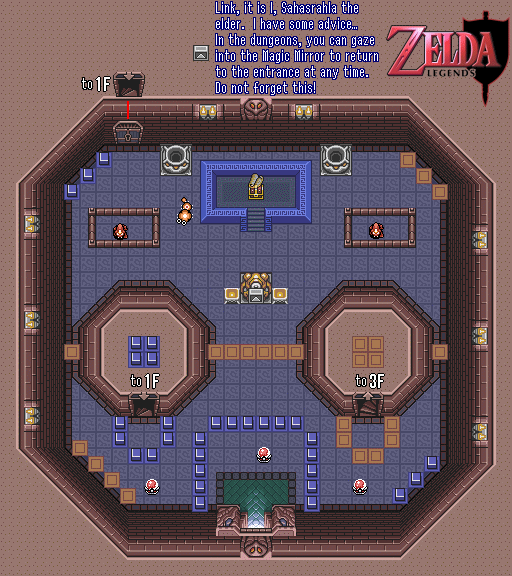 Link, it is I, Sahasrahla the
elder. I have some advice...
In the dungeons, you can gaze
into the Magic Mirror to return
to the entrance at any time.
Do not forget this!
ZELDA
LEGENDS
to 1F
to 1F
to 3F